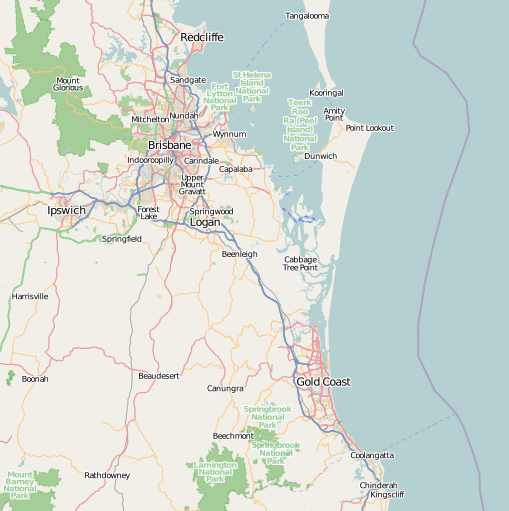 Tangalooma
Redcliffe
Mount
Glorious
Sandgate
St Helena
Island
National
Park
Fort
Lytton
National
Park
Kooringal
Teerk
Roo
Ra (Peel
Island)
National
Park
Amity
Point
Point Lookout
Mitchelton
Nundah
Wynnum
Brisbane
Indooroopilly
Carindale
Dunwich
Capalaba
Upper
Mount
Gravatt
Ipswich
Forest
Lake
Springwood
Logan
Springfield
Beenleigh
Cabbage
Tree Point
Harrisville
Boonah
Beaudesert
Canungra
Gold Coast
Springbrook
National
Park
Beechmont
Springbrook
National
Park
Coolangatta
Lamington
National
Park
Mount
Barney
National
Park
Rathdowney
Chinderah
Kingscliff